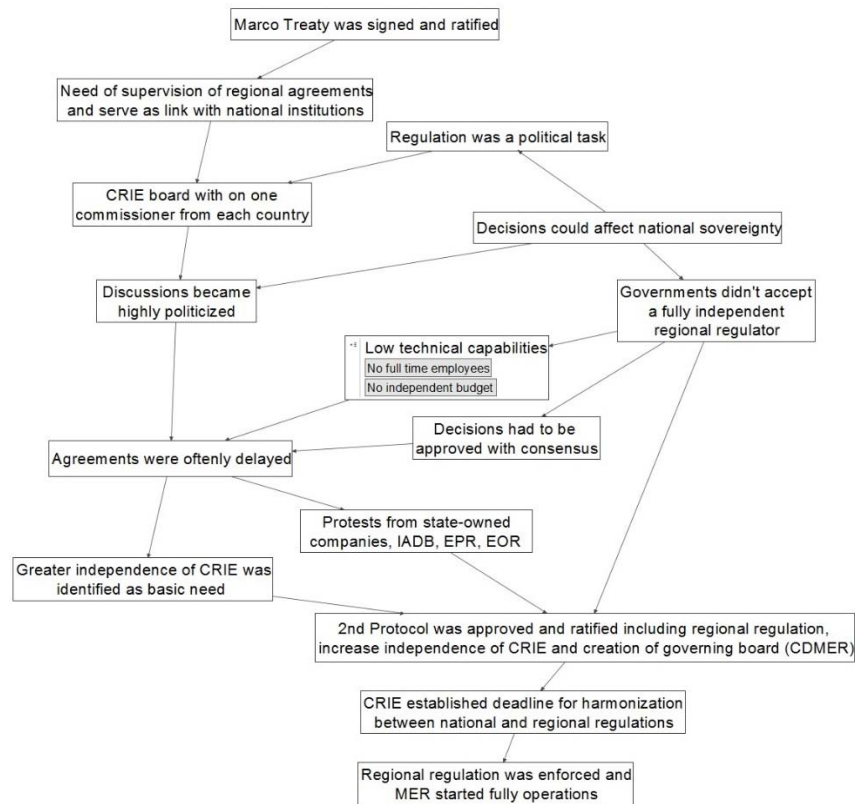 Marco Treaty was signed and ratified
Need of supervision of regional agreements
and serve as link with national institutions
Regulation was a political task
CRIE board with on one
commissioner from each country
Decisions could affect national sovereignty
Discussions became
highly politicized
Governments didn't accept
a fully independent
regional regulator
Low technical capabilities
No full time employees
No independent budget
Decisions had to be
approved with consensus
Agreements were oftenly delayed
Protests from state-owned
companies, IADB, EPR, EOR
Greater independence of CRIE was
identified as basic need
2nd Protocol was approved and ratified including regional regulation,
increase independence of CRIE and creation of governing board (CDMER)
CRIE established deadline for harmonization
between national and regional regulations
Regional regulation was enforced and
MER started fully operations